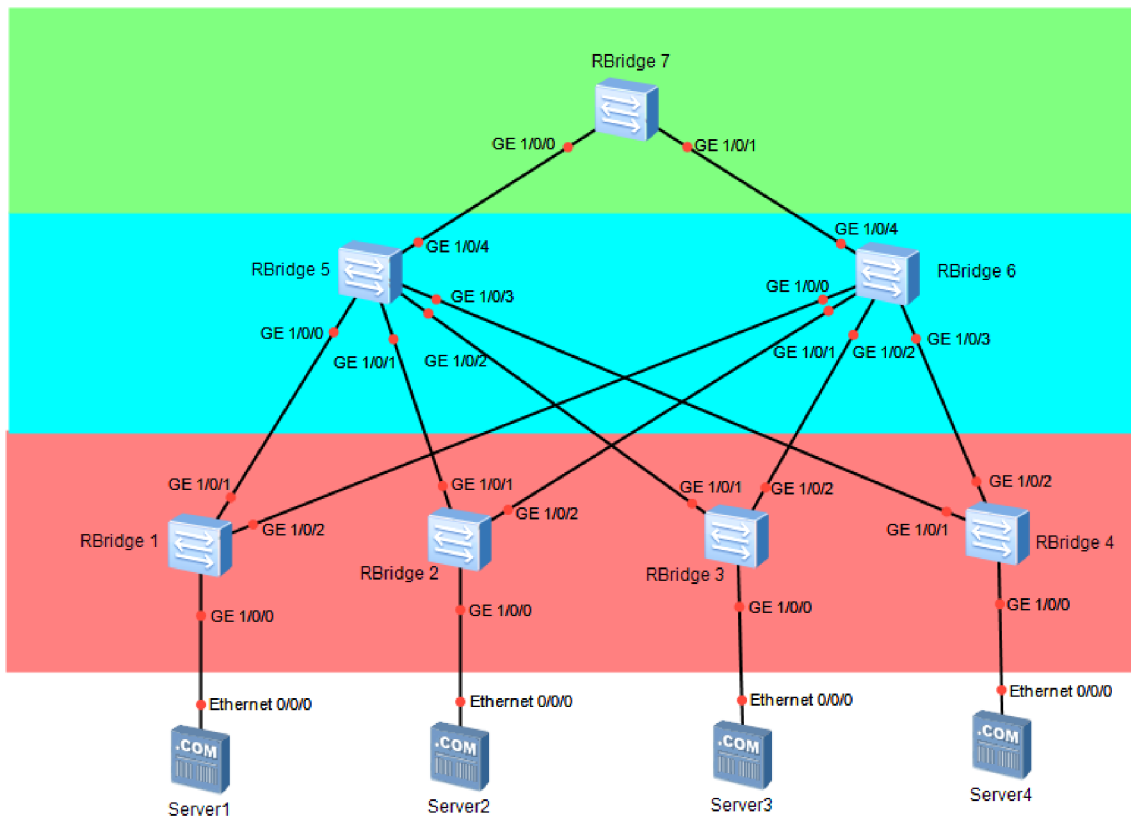 RBridge 7
GE 1/0/0
GE 1/0/1
GE 1/0/4
GE 1/0/4
RBridge 5
RBridge 6
GE 1/0/3
GE 1/0/0
GE 1/0/0
GE 1/0/1
GE 1/0/2
GE 1/0/1
GE 1/0/2
GE 1/0/3
GE 1/0/1
GE 1/0/1
GE 1/0/1
GE 1/0/2
GE 1/0/2
GE 1/0/2
GE 1/0/2
GE 1/0/1
RBridge 1
RBridge 2
RBridge 3
RBridge 4
GE 1/0/0
GE 1/0/0
GE 1/0/0
GE 1/0/0
Ethernet 0/0/0
Ethernet 0/0/0
Ethernet 0/0/0
Ethernet 0/0/0
.COM
.COM
.COM
.COM
Server1
Server2
Server3
Server4